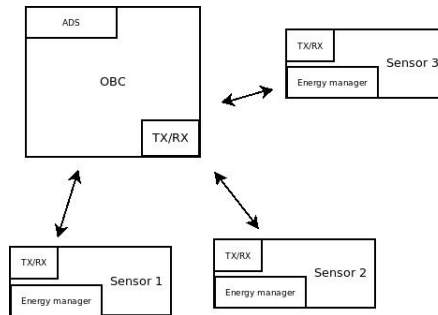 ADS
OBC
TX/RX
TX/RX
Sensor 3
Energy manager
TX/RX
Sensor 1
Energy manager
TX/RX
Sensor 2
Energy manager